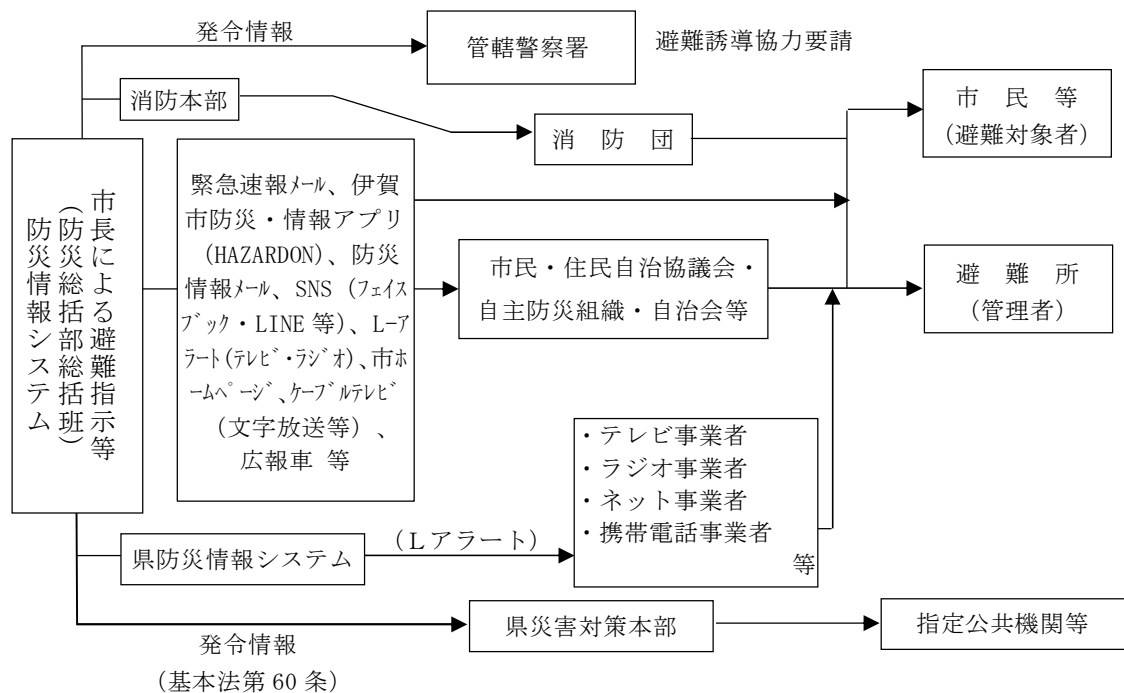 発令情報
管轄警察署
避難誘導協力要請
消防本部
消 防 団
市 民 等
(避難対象者)
市長による避難指示等
(防災総括部総括班)
防災情報システム
緊急速報ﾒｰﾙ、伊賀
市防災・情報アプリ
(HAZARDON)、防災
情報ﾒｰﾙ、SNS (ﾌｪｲｽ
ﾌﾞｯｸ・LINE 等)、L-ｱ
ﾗｰﾄ(ﾃﾚﾋﾞ・ﾗｼﾞｵ)、市ﾎ
ｰﾑﾍﾟｰｼﾞ、ｹｰﾌﾞﾙﾃﾚﾋﾞ
(文字放送等)、
広報車 等
市民・住民自治協議会・
自主防災組織・自治会等
避 難 所
(管理者)
・テレビ事業者
・ラジオ事業者
・ネット事業者
・携帯電話事業者
等
県防災情報システム
(Lアラート)
県災害対策本部
指定公共機関等
発令情報
(基本法第 60 条)